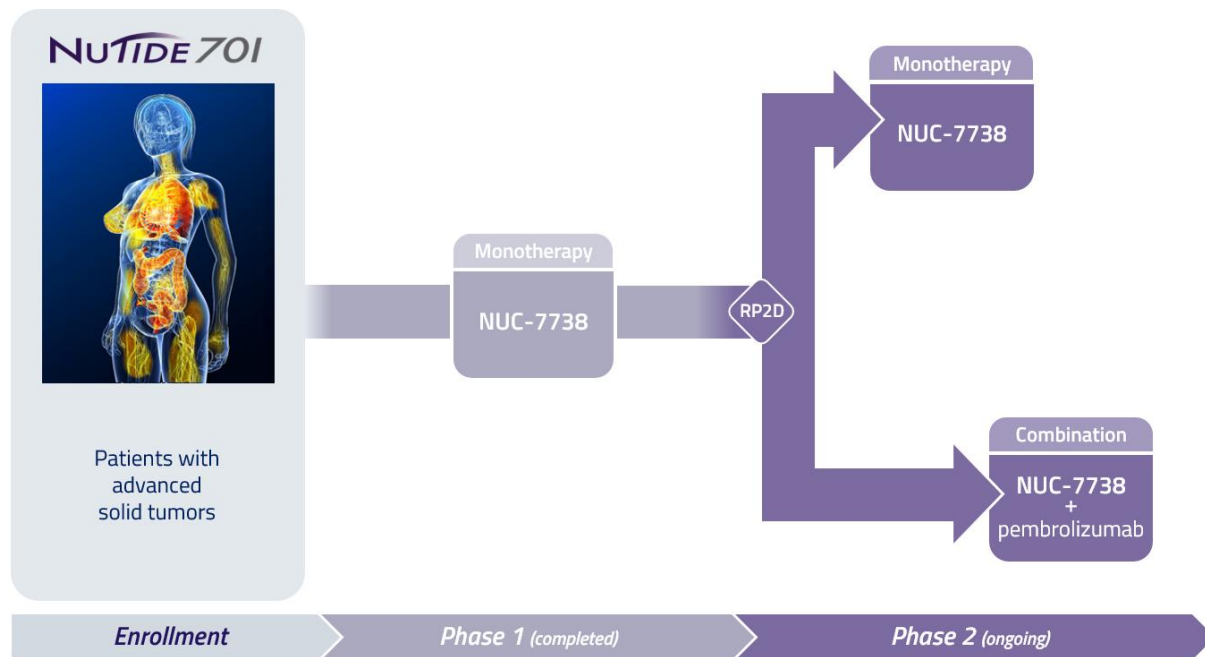 NUTIDE 701
Patients with
advanced
solid tumors
Monotherapy
NUC-7738
RP2D
Monotherapy
NUC-7738
Combination
NUC-7738
+
pembrolizumab
Enrollment
Phase 1 (completed)
Phase 2 (ongoing)